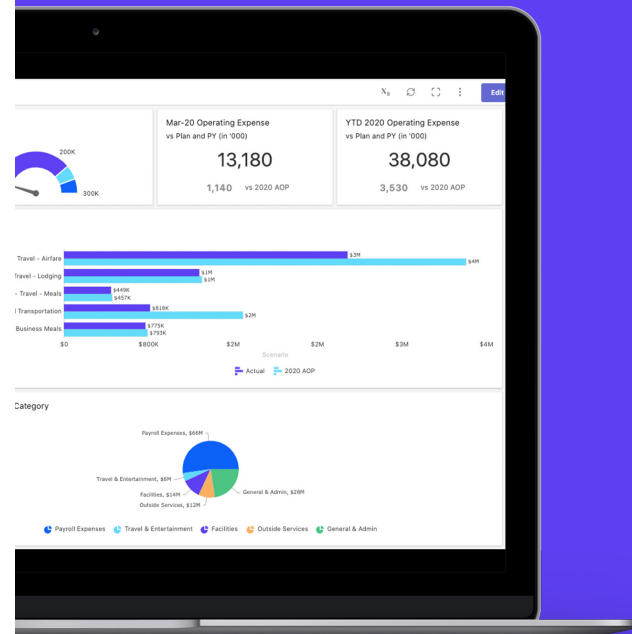 Edit
Mar-20 Operating Expense
vs Plan and PY (in '000)
13,180
1,140 vs 2020 AOP
YTD 2020 Operating Expense
vs Plan and PY (in '000)
38,080
3,530 vs 2020 AOP
200K
300K
Travel - Airfare
$3M
$4M
Travel - Lodging
$1M
$1M
- Travel - Meals
$449K
$457K
Transportation
$818K
$2M
Business Meals
$775K
$793K
$0 $800K $2M $2M $3M $4M
Scenario
Actual 2020 AOP
Category
Payroll Expenses, $66M
Travel & Entertainment, $6M
Facilities, $14M
General & Admin, $28M
Outside Services, $12M
Payroll Expenses Travel & Entertainment Facilities Outside Services General & Admin